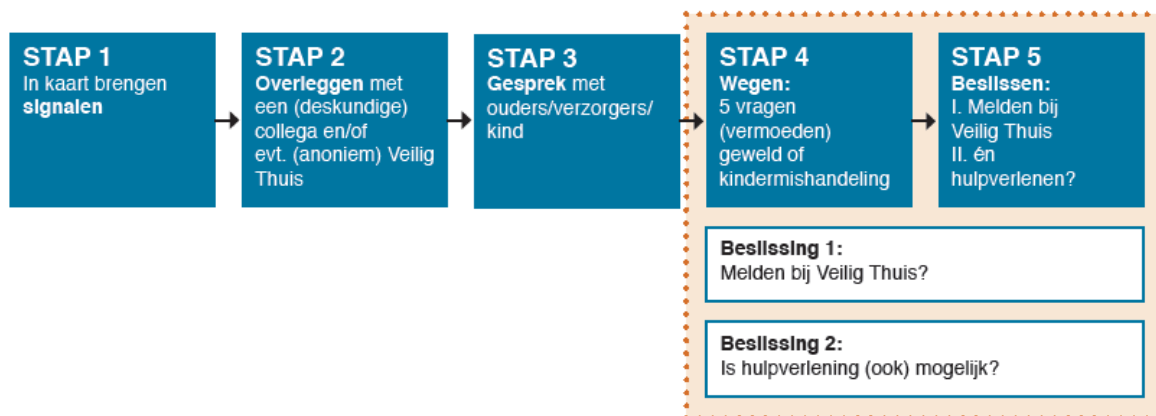 STAP 1
In kaart brengen
signalen
STAP 2
Overleggen met
een (deskundige)
collega en/of
evt. (anoniem) Veilig
Thuis
STAP 3
Gesprek met
ouders/verzorgers/
kind
STAP 4
Wegen:
5 vragen
(vermoeden)
geweld of
kindermishandeling
STAP 5
Beslissen:
I. Melden bij
Veilig Thuis
II. én
hulpverlenen?
Beslissing 1:
Melden bij Veilig Thuis?
Beslissing 2:
Is hulpverlening (ook) mogelijk?